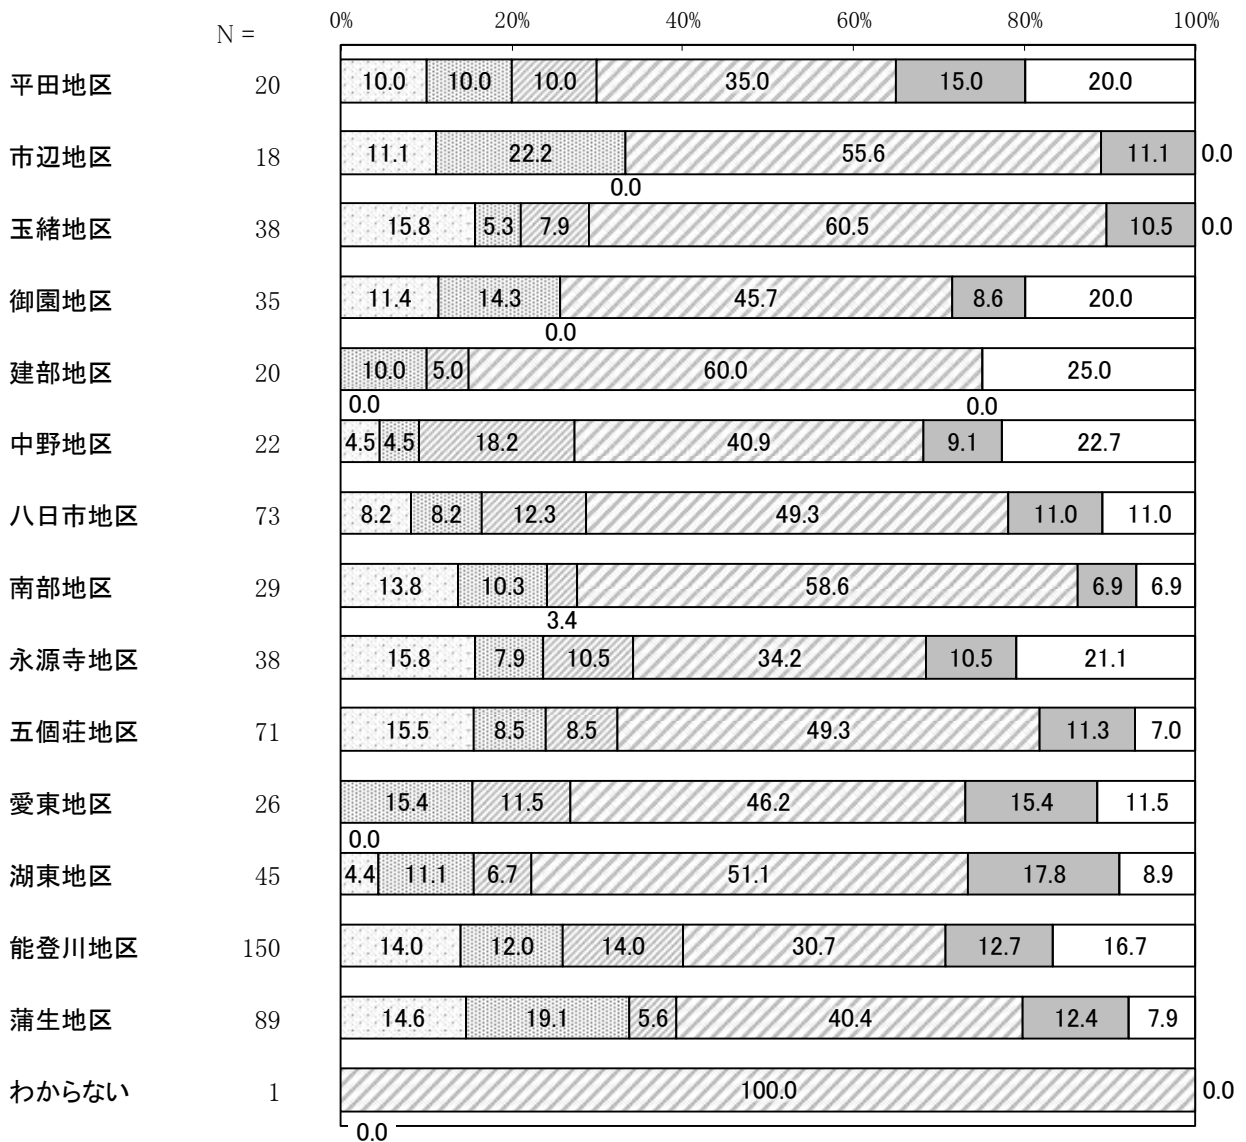 0% 20% 40% 60% 80% 100%
N =
平田地区 20 10.0 10.0 10.0 35.0 15.0 20.0
市辺地区 18 11.1 22.2 55.6 11.1 0.0
0.0
玉緒地区 38 15.8 5.3 7.9 60.5 10.5 0.0
御園地区 35 11.4 14.3 45.7 8.6 20.0
0.0
建部地区 20 10.0 5.0 60.0 25.0
0.0 0.0
中野地区 22 4.5 4.5 18.2 40.9 9.1 22.7
八日市地区 73 8.2 8.2 12.3 49.3 11.0 11.0
南部地区 29 13.8 10.3 58.6 6.9 6.9
3.4
永源寺地区 38 15.8 7.9 10.5 34.2 10.5 21.1
五個荘地区 71 15.5 8.5 8.5 49.3 11.3 7.0
愛東地区 26 15.4 11.5 46.2 15.4 11.5
0.0
湖東地区 45 4.4 11.1 6.7 51.1 17.8 8.9
能登川地区 150 14.0 12.0 14.0 30.7 12.7 16.7
蒲生地区 89 14.6 19.1 5.6 40.4 12.4 7.9
わからない 1 100.0 0.0
0.0